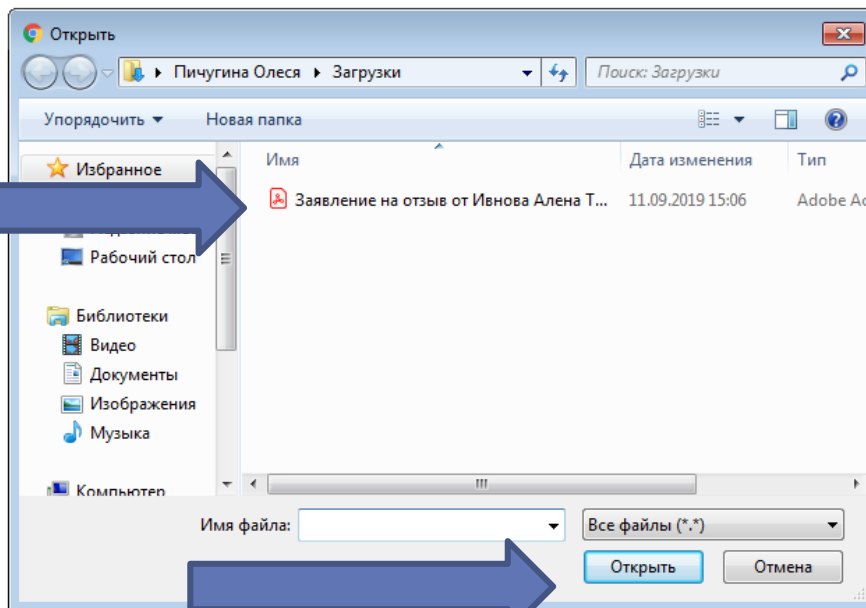 Открыть
Пичугина Олеся
Загрузки
Поиск: Загрузки
Упорядочить
Новая папка
Избранное
Имя
Дата изменения
Тип
Заявление на отзыв от Ивнова Алена Т...
11.09.2019 15:06
Adobe Ac
Рабочий стол
Библиотеки
Видео
Документы
Изображения
Музыка
Компьютер
Имя файла:
Все файлы (*.*)
Открыть
Отмена